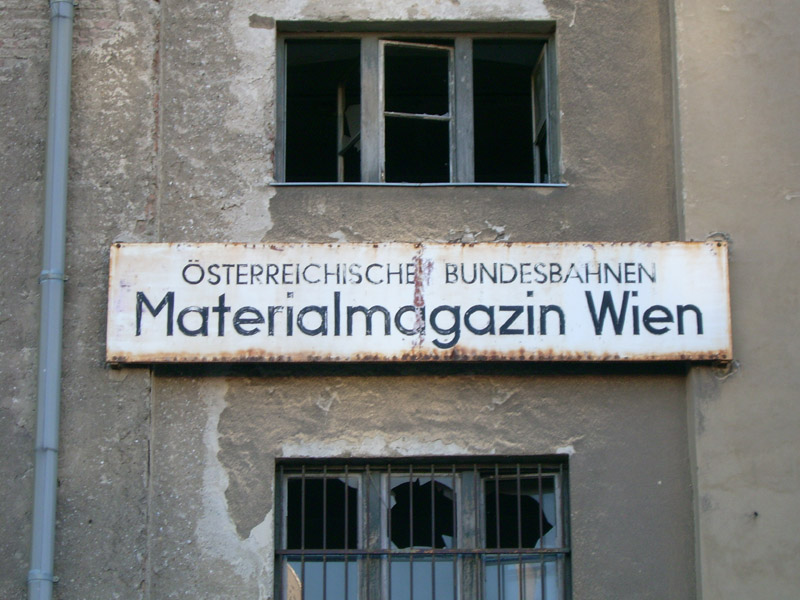 ÖSTERREICHISCHE BUNDESBAHNEN
Materialmagazin Wien